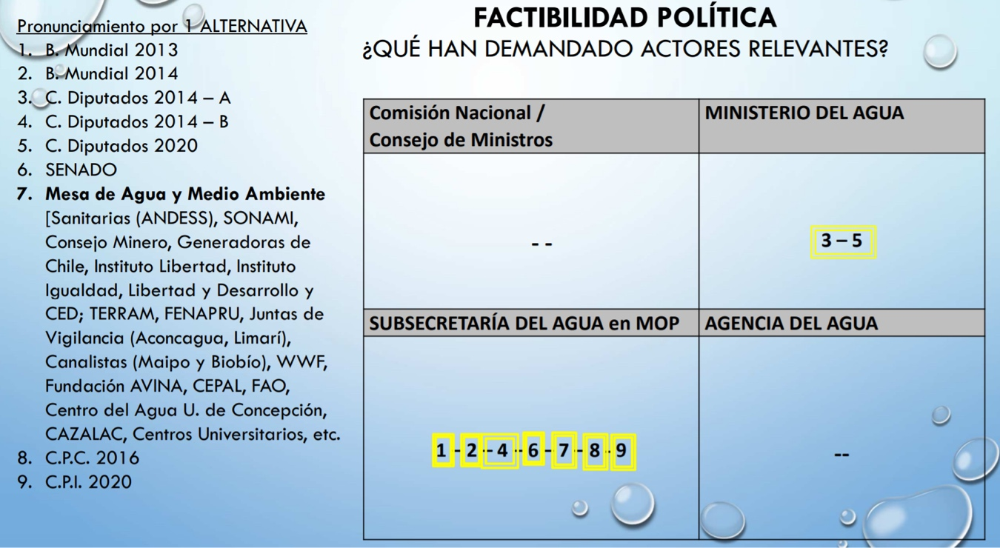 Pronunciamiento por 1 ALTERNATIVA
1. B. Mundial 2013
2. B. Mundial 2014
3. C. Diputados 2014 – A
4. C. Diputados 2014 – B
5. C. Diputados 2020
6. SENADO
7. Mesa de Agua y Medio Ambiente
[Sanitarias (ANDESS), SONAMI,
Consejo Minero, Generadoras de
Chile, Instituto Libertad, Instituto
Igualdad, Libertad y Desarrollo y
CED; TERRAM, FENAPRU, Juntas de
Vigilancia (Aconcagua, Limarí),
Canalistas (Maipo y Biobío), WWF,
Fundación AVINA, CEPAL, FAO,
Centro del Agua U. de Concepción,
CAZALAC, Centros Universitarios, etc.
8. C.P.C. 2016
9. C.P.I. 2020
FACTIBILIDAD POLÍTICA
¿QUÉ HAN DEMANDADO ACTORES RELEVANTES?
Comisión Nacional /
Consejo de Ministros
MINISTERIO DEL AGUA
- -
3 – 5
SUBSECRETARÍA DEL AGUA en MOP
AGENCIA DEL AGUA
1 - 2 – 4 – 6 – 7 – 8 - 9
--